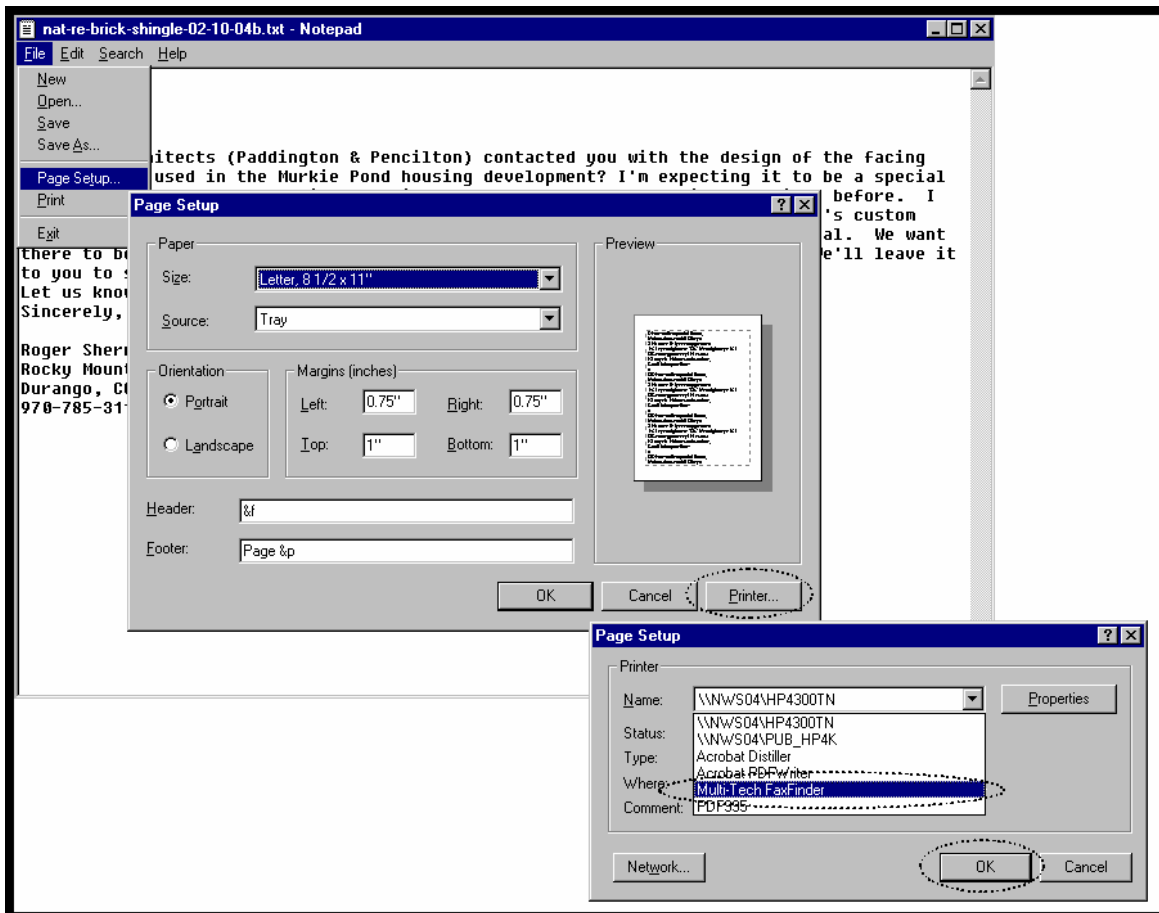 nat-re-brick-shingle-02-10-04b.txt - Notepad
File Edit Search Help
New
Open...
Save
Save As...
Page Setup...
Print
Exit
itects (Paddington & Pencilton) contacted you with the design of the facing
used in the Murkie Pond housing development? I'm expecting it to be a special
before. I
's custom
al. We want
there to b
e'll leave it
to you to
Let us know
Sincerely,
Roger Sher
Rocky Mount
Durango, CO
970-785-31
Page Setup
Paper
Size: Letter, 8 1/2 x 11"
Source: Tray
Orientation
Portrait
Landscape
Margins (inches)
Left: 0.75" Right: 0.75"
Top: 1" Bottom: 1"
Preview
Header: &f
Footer: Page &p
OK Cancel Printer...
Page Setup
Printer
Name: \\NWS04\HP4300TN Properties
\\NWS04\HP4300TN
\\NWS04\PUB_HP4K
Acrobat Distiller
Acrobat PDFWriter
Multi-Tech FaxFinder
PDF995
Status:
Type:
Where:
Comment:
Network... OK Cancel